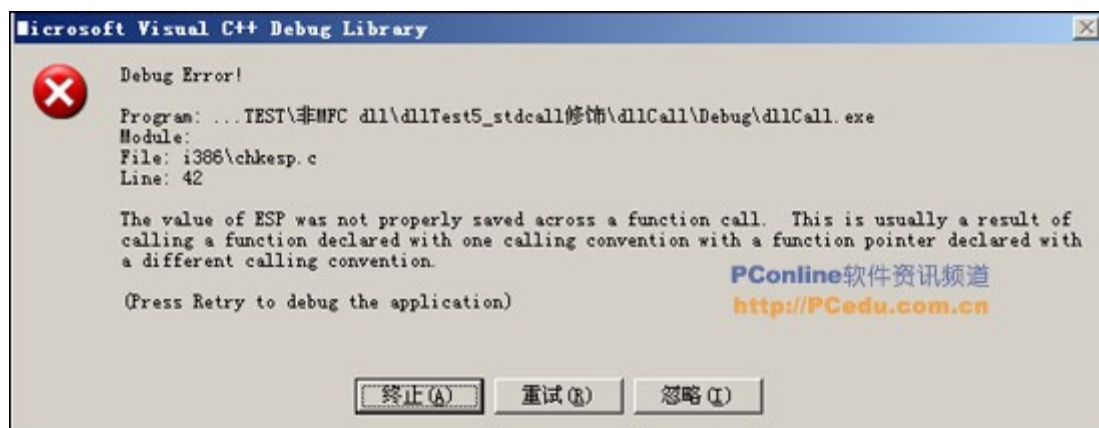 Microsoft Visual C++ Debug Library
Debug Error!
Program: ...TEST\非MFC dll\dllTest5_stdcall修饰\dllCall\Debug\dllCall.exe
Module:
File: i386\chkesp.c
Line: 42
The value of ESP was not properly saved across a function call.  This is usually a result of
calling a function declared with one calling convention with a function pointer declared with
a different calling convention.
PConline软件资讯频道
(Press Retry to debug the application)
http://PCedu.com.cn
终止(A) 重试(R) 忽略(I)